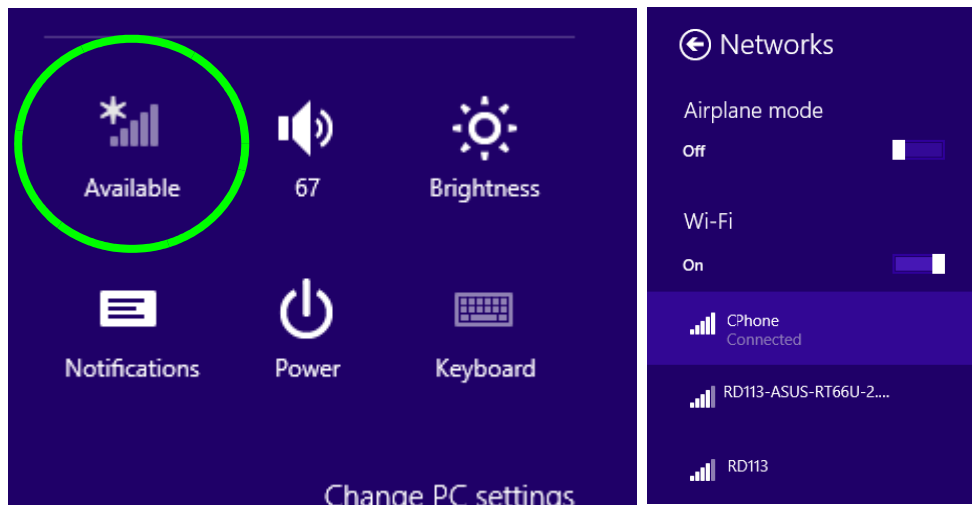 Available
67
Brightness
Notifications
Power
Keyboard
Change PC settings
Networks
Airplane mode
Off
Wi-Fi
On
CPhone
Connected
RD113-ASUS-RT66U-2....
RD113